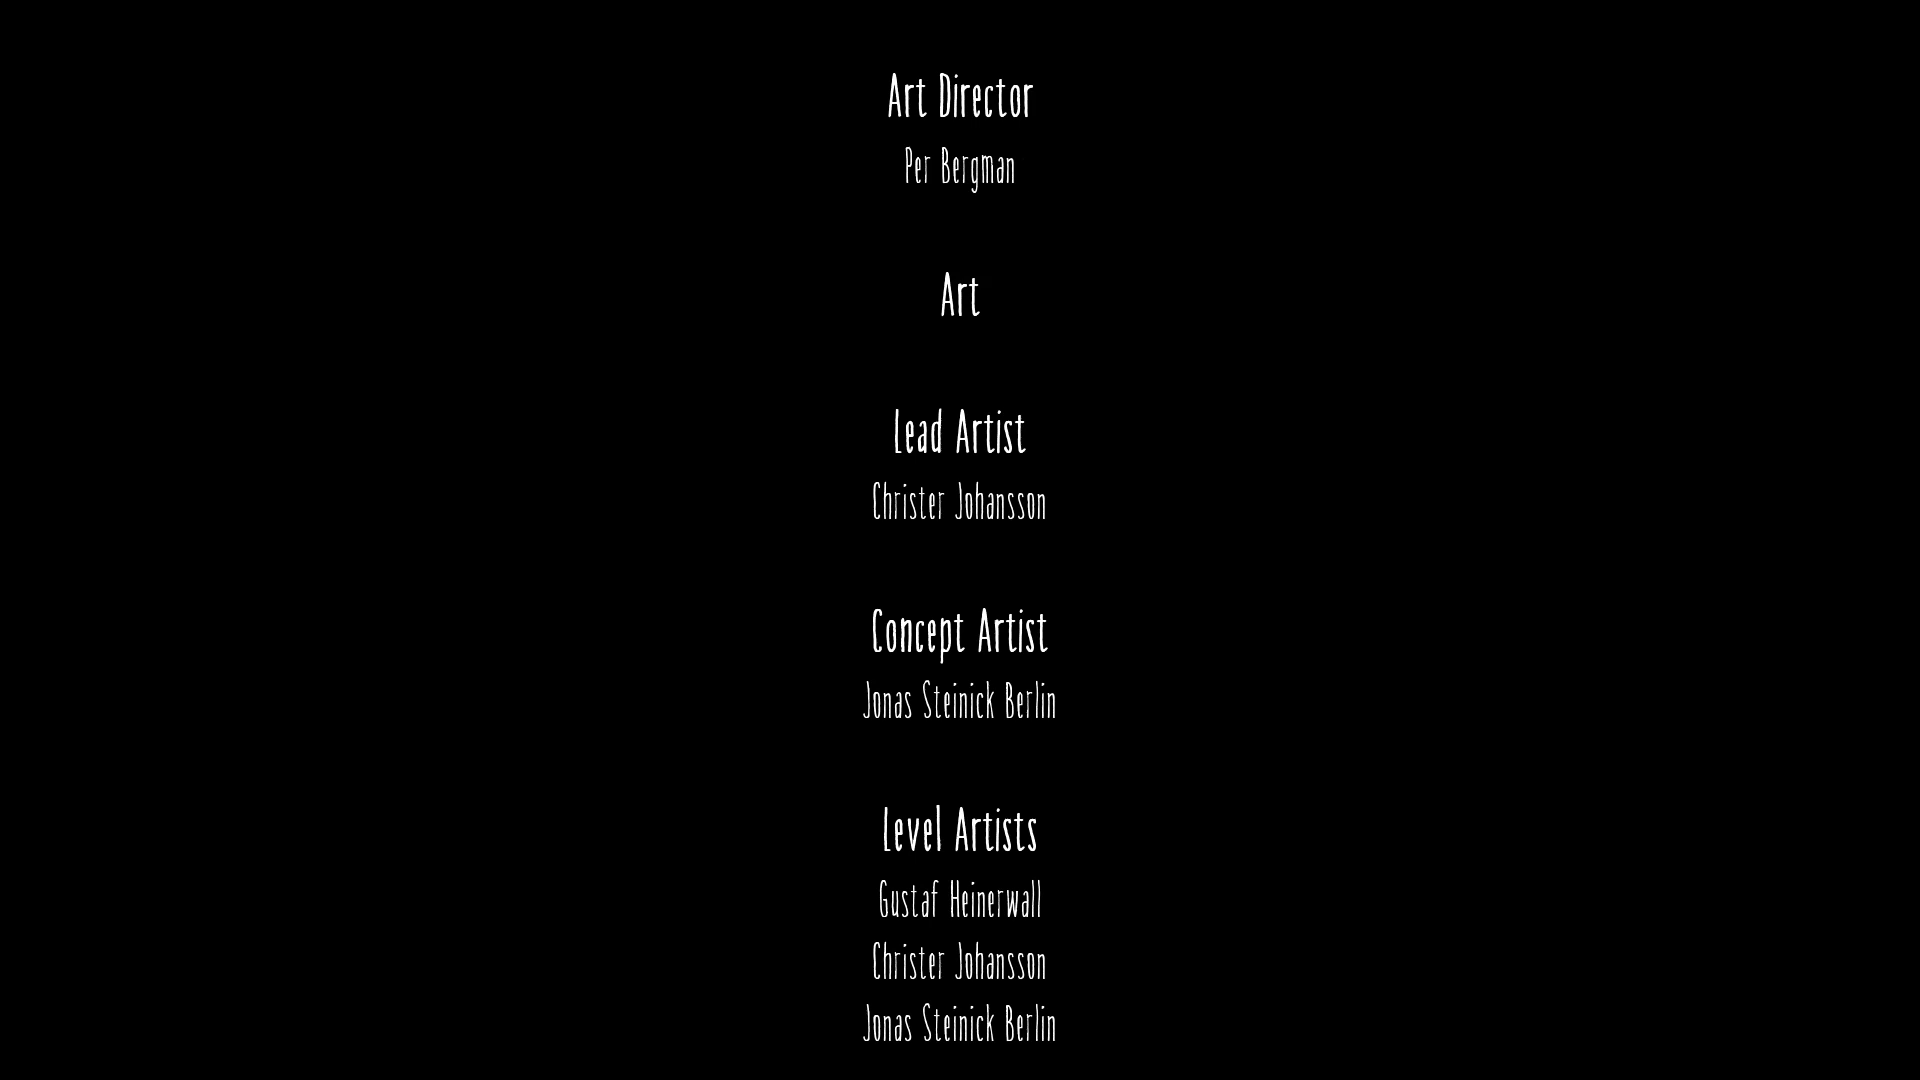 Art Director
Per Bergman
Art
Lead Artist
Christer Johansson
Concept Artist
Jonas Steinick Berlin
Level Artists
Gustaf Heinerwall
Christer Johansson
Jonas Steinick Berlin